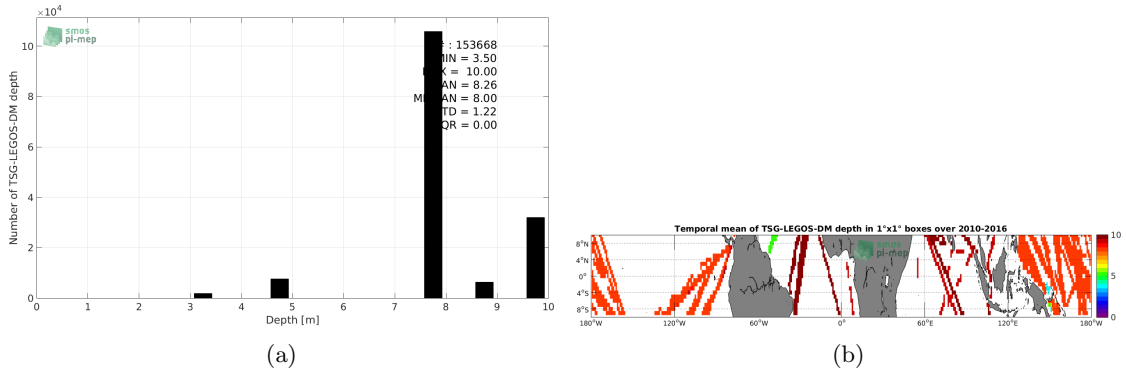 ×10⁴
smos
pi-mep
: 153668
MIN = 3.50
= 10.00
AN = 8.26
M AN = 8.00
TD = 1.22
QR = 0.00
10
8
6
4
2
0
Number of TSG-LEGOS-DM depth
0 1 2 3 4 5 6 7 8 9 10
Depth [m]
(a)
Temporal mean of TSG-LEGOS-DM depth in 1°x1° boxes over 2010-2016
smos
pi-mep
8°N
4°N
0°
4°S
8°S
180°W 120°W 60°W 0° 60°E 120°E 180°W
10
5
0
(b)